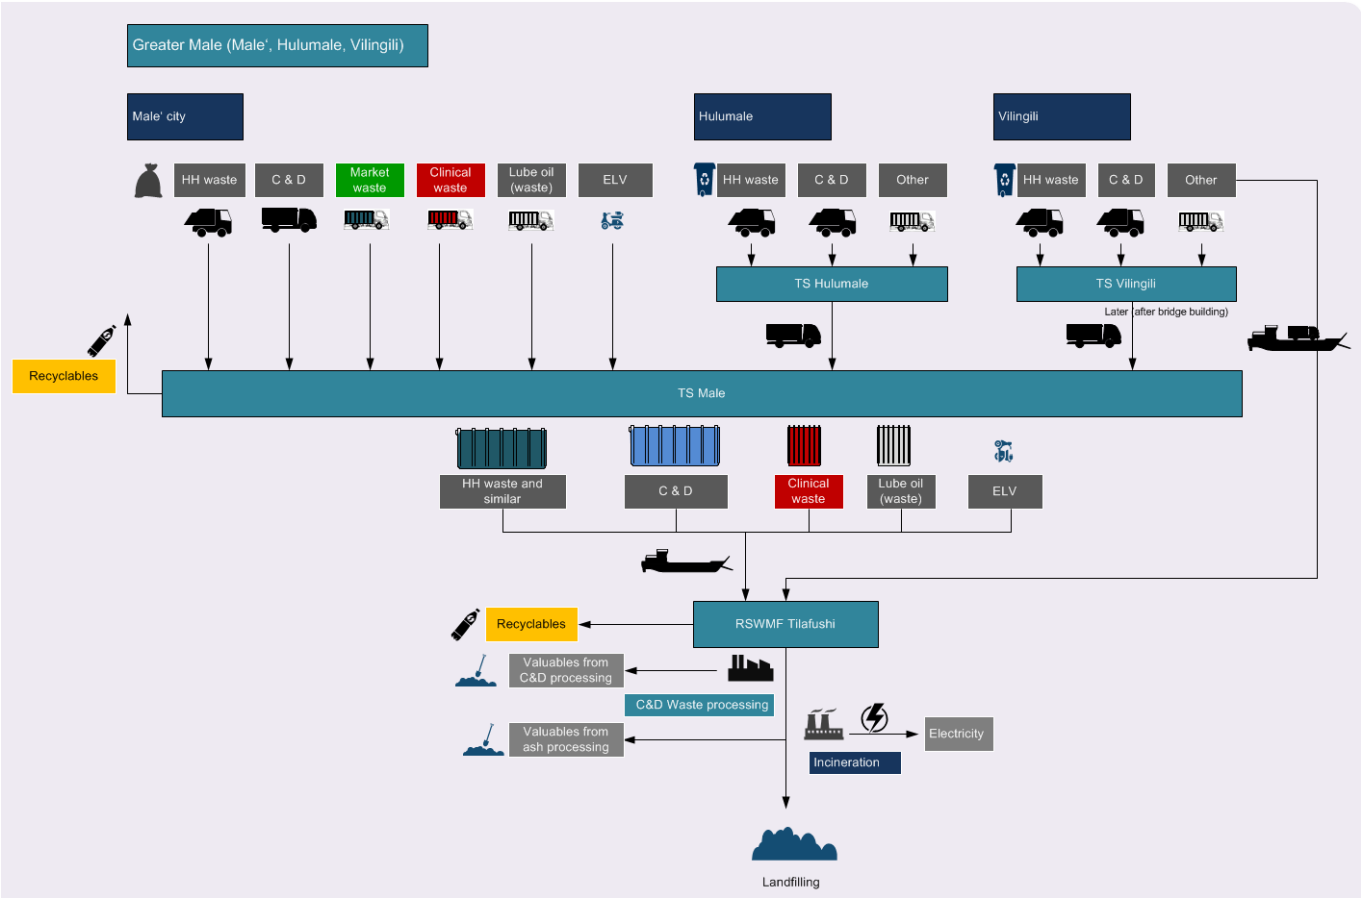 Greater Male (Male‘, Hulumale, Vilingili)
Male‘ city
Hulumale
Vilingili
HH waste
C & D
Market
waste
Clinical
waste
Lube oil
(waste)
ELV
HH waste
C & D
Other
HH waste
C & D
Other
TS Hulumale
TS Vilingili
Later (after bridge building)
Recyclables
TS Male
HH waste and
similar
C & D
Clinical
waste
Lube oil
(waste)
ELV
RSWMF Tilafushi
Recyclables
Valuables from
C&D processing
C&D Waste processing
Valuables from
ash processing
Electricity
Incineration
Landfilling